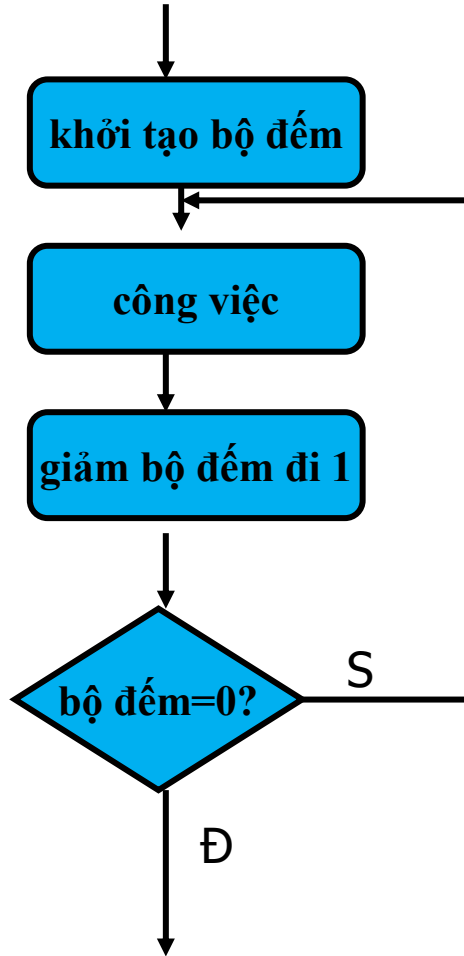 khởi tạo bộ đếm
công việc
giảm bộ đếm đi 1
bộ đếm=0?
S
Đ